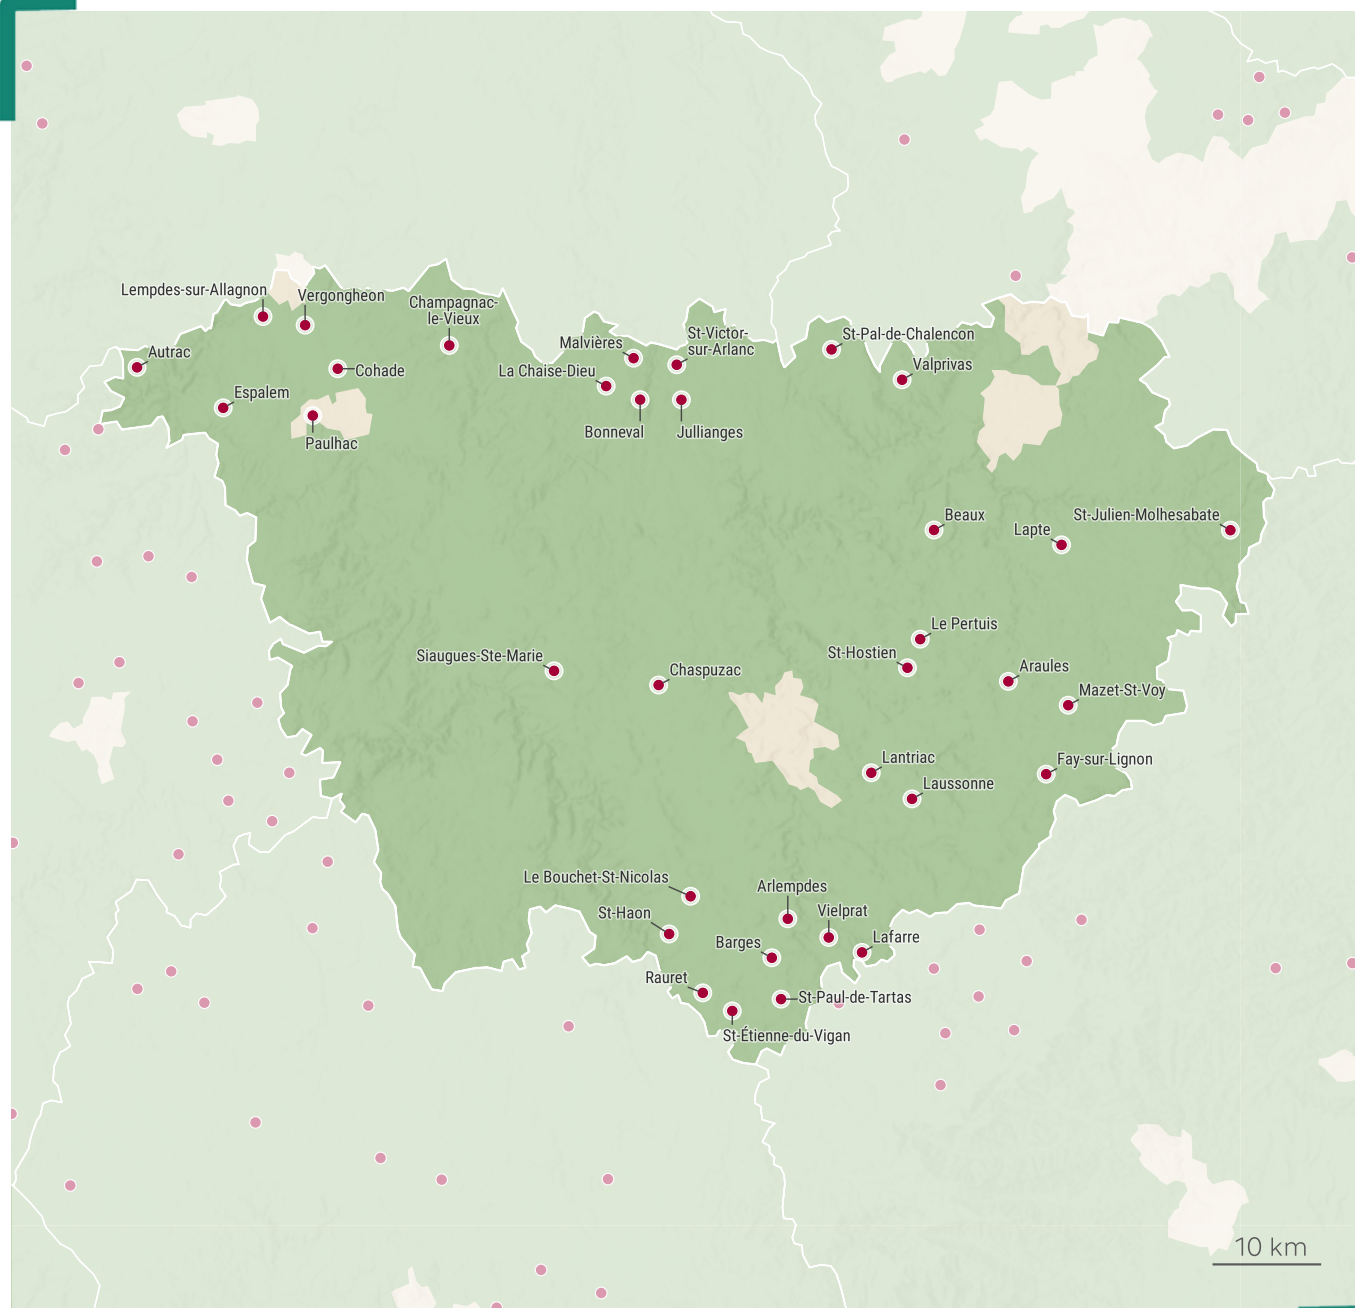 Lempdes-sur-Allagnon
Vergongheon
Champagnac-
le-Vieux
St-Victor-
sur-Arlanc
St-Pal-de-Chalencon
Malvières
Autrac
Valprivas
La Chaise-Dieu
Cohade
Espalem
Bonneval
Jullianges
Paulhac
Beaux
St-Julien-Molhesabate
Lapte
Le Pertuis
St-Hostien
Siaugues-Ste-Marie
Araules
Chaspuzac
Mazet-St-Voy
Lantriac
Fay-sur-Lignon
Laussonne
Le Bouchet-St-Nicolas
Arlempdes
St-Haon
Vielprat
Lafarre
Barges
Rauret
St-Paul-de-Tartas
St-Étienne-du-Vigan
10 km